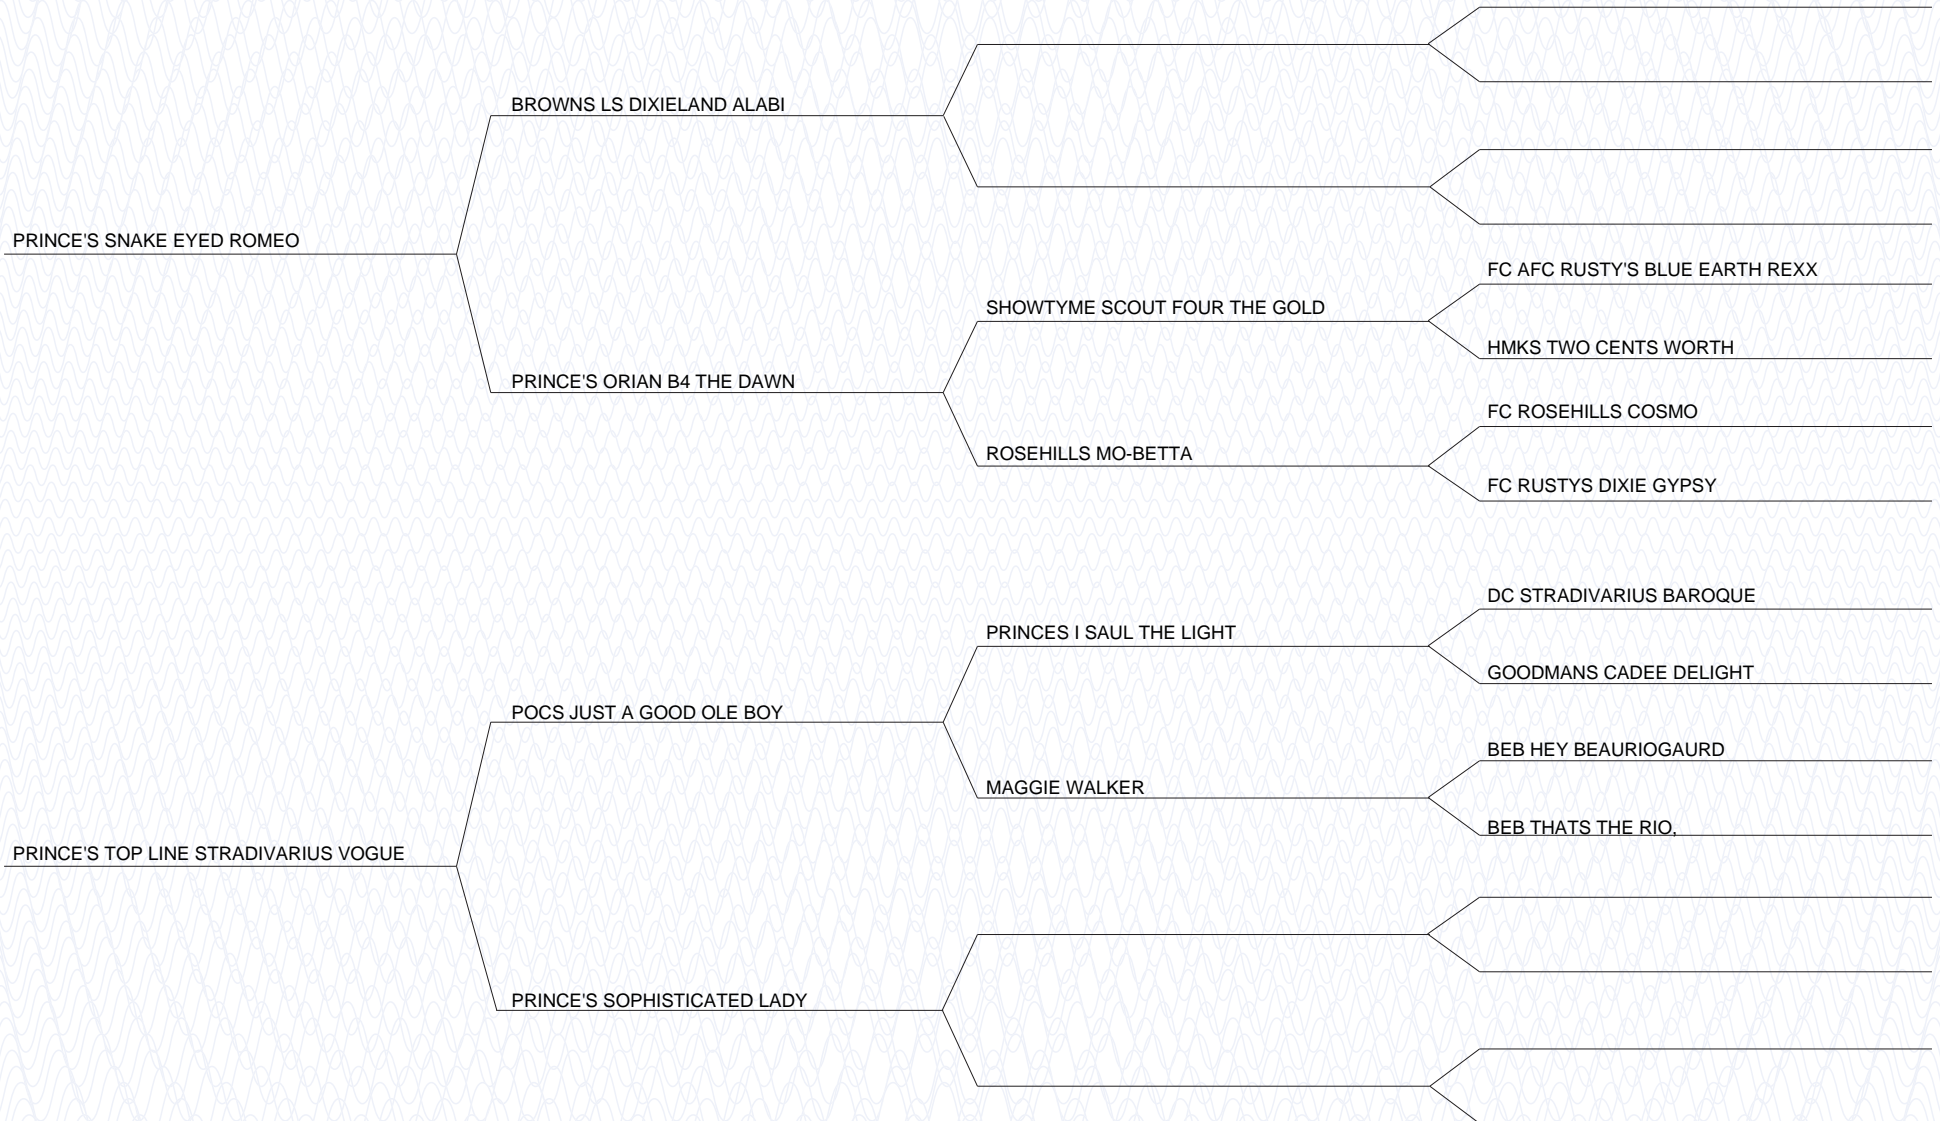 BROWNS LS DIXIELAND ALABI
PRINCE'S SNAKE EYED ROMEO
FC AFC RUSTY'S BLUE EARTH REXX
SHOWTYME SCOUT FOUR THE GOLD
HMKS TWO CENTS WORTH
PRINCE'S ORIAN B4 THE DAWN
FC ROSEHILLS COSMO
ROSEHILLS MO-BETTA
FC RUSTYS DIXIE GYPSY
DC STRADIVARIUS BAROQUE
PRINCES I SAUL THE LIGHT
GOODMANS CADEE DELIGHT
POCS JUST A GOOD OLE BOY
BEB HEY BEAURIOGAURD
MAGGIE WALKER
BEB THATS THE RIO,
PRINCE'S TOP LINE STRADIVARIUS VOGUE
PRINCE'S SOPHISTICATED LADY